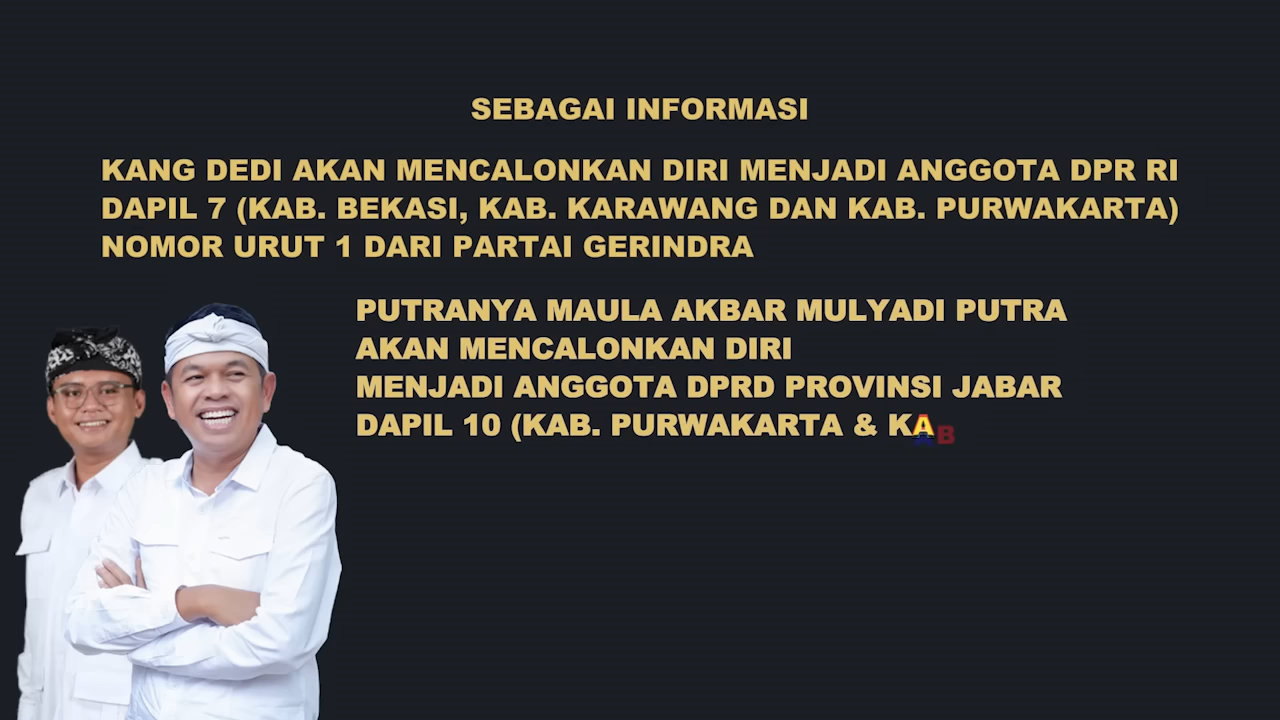 SEBAGAI INFORMASI
KANG DEDI AKAN MENCALONKAN DIRI MENJADI ANGGOTA DPR RI
DAPIL 7 (KAB. BEKASI, KAB. KARAWANG DAN KAB. PURWAKARTA)
NOMOR URUT 1 DARI PARTAI GERINDRA
PUTRANYA MAULA AKBAR MULYADI PUTRA
AKAN MENCALONKAN DIRI
MENJADI ANGGOTA DPRD PROVINSI JABAR
DAPIL 10 (KAB. PURWAKARTA & KAB